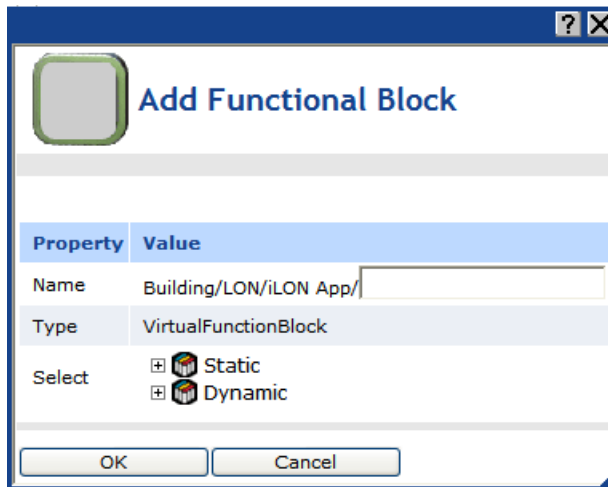 ?
Add Functional Block
Property Value
Name Building/LON/iLON App/
Type VirtualFunctionBlock
Select
Static
Dynamic
OK Cancel